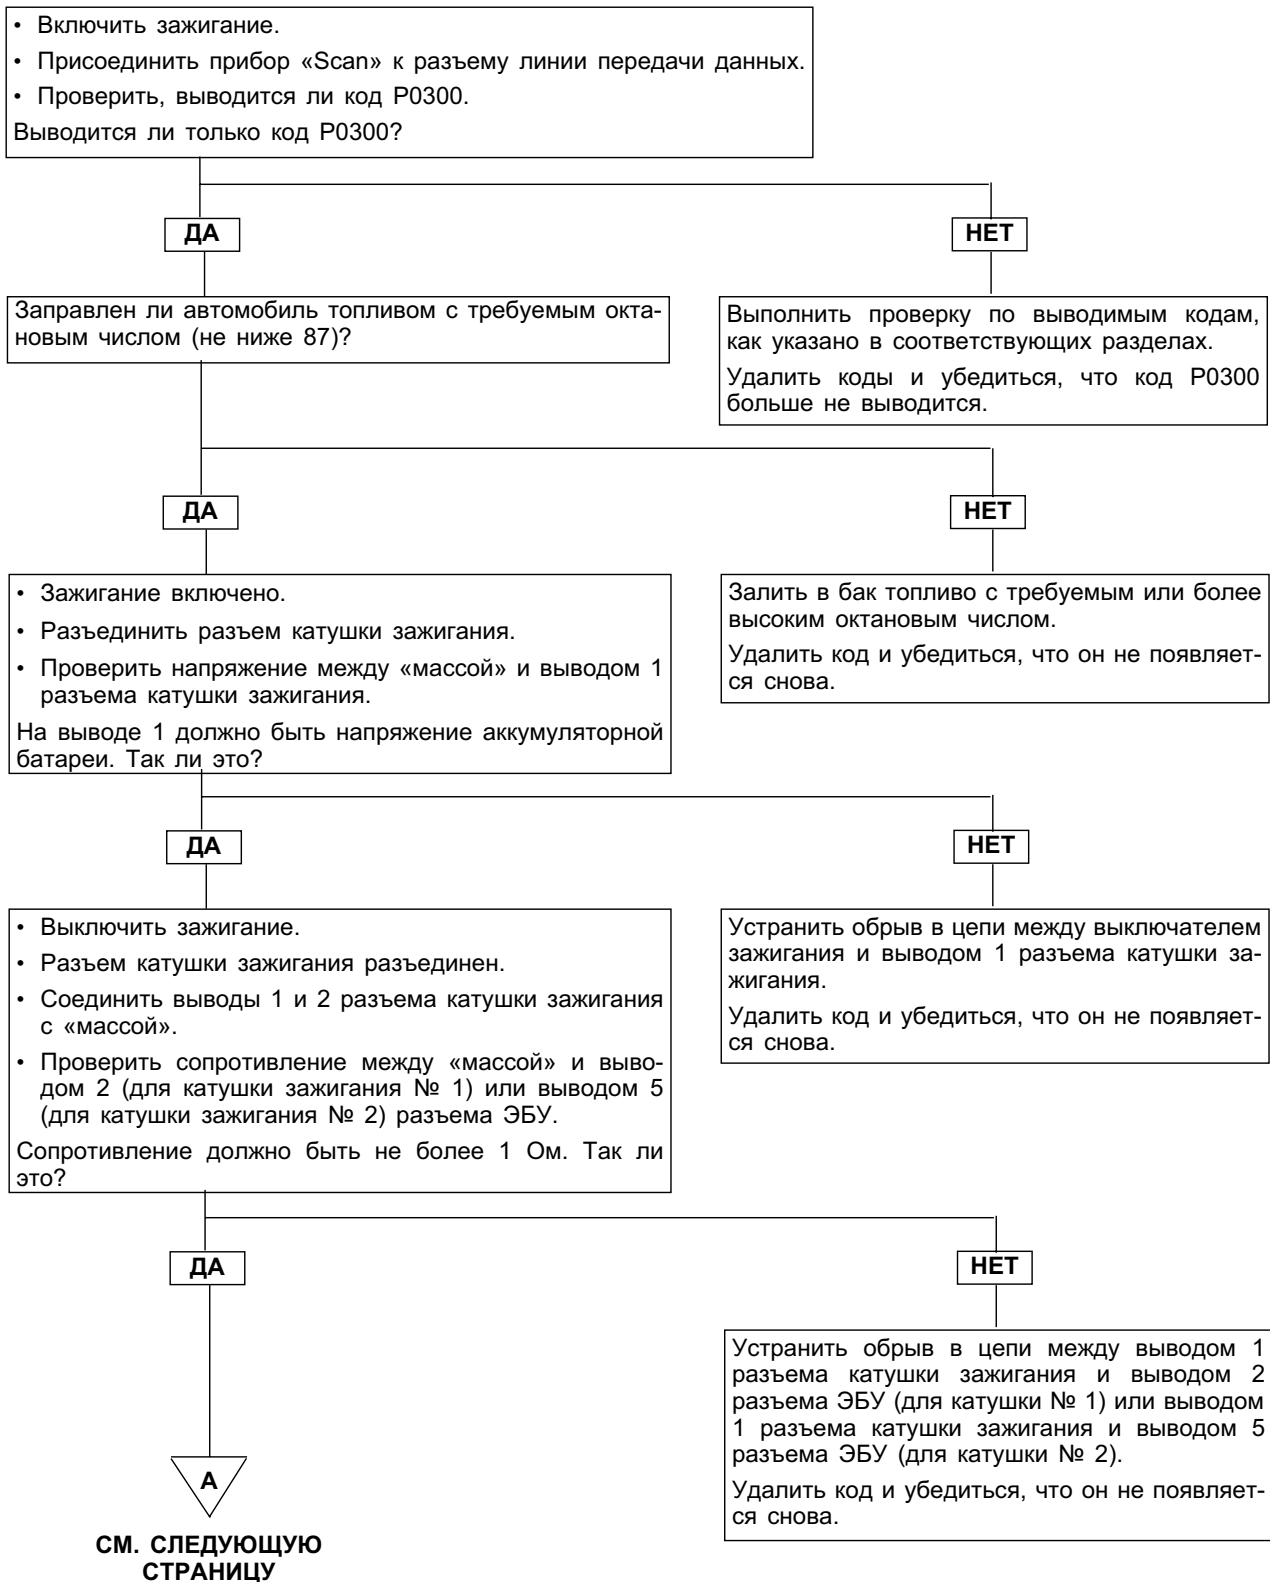 • Включить зажигание.
• Присоединить прибор «Scan» к разъему линии передачи данных.
• Проверить, выводится ли код P0300.
Выводится ли только код P0300?
ДА
НЕТ
Заправлен ли автомобиль топливом с требуемым окта-
новым числом (не ниже 87)?
Выполнить проверку по выводимым кодам,
как указано в соответствующих разделах.
Удалить коды и убедиться, что код P0300
больше не выводится.
ДА
НЕТ
• Зажигание включено.
• Разъединить разъем катушки зажигания.
• Проверить напряжение между «массой» и выводом 1
разъема катушки зажигания.
На выводе 1 должно быть напряжение аккумуляторной
батареи. Так ли это?
Залить в бак топливо с требуемым или более
высоким октановым числом.
Удалить код и убедиться, что он не появляет-
ся снова.
ДА
НЕТ
• Выключить зажигание.
• Разъем катушки зажигания разъединен.
• Соединить выводы 1 и 2 разъема катушки зажигания
с «массой».
• Проверить сопротивление между «массой» и выво-
дом 2 (для катушки зажигания № 1) или выводом 5
(для катушки зажигания № 2) разъема ЭБУ.
Сопротивление должно быть не более 1 Ом. Так ли
это?
Устранить обрыв в цепи между выключателем
зажигания и выводом 1 разъема катушки за-
жигания.
Удалить код и убедиться, что он не появляет-
ся снова.
ДА
НЕТ
Устранить обрыв в цепи между выводом 1
разъема катушки зажигания и выводом 2
разъема ЭБУ (для катушки № 1) или выводом
1 разъема катушки зажигания и выводом 5
разъема ЭБУ (для катушки № 2).
Удалить код и убедиться, что он не появляет-
ся снова.
А
СМ. СЛЕДУЮЩУЮ
СТРАНИЦУ